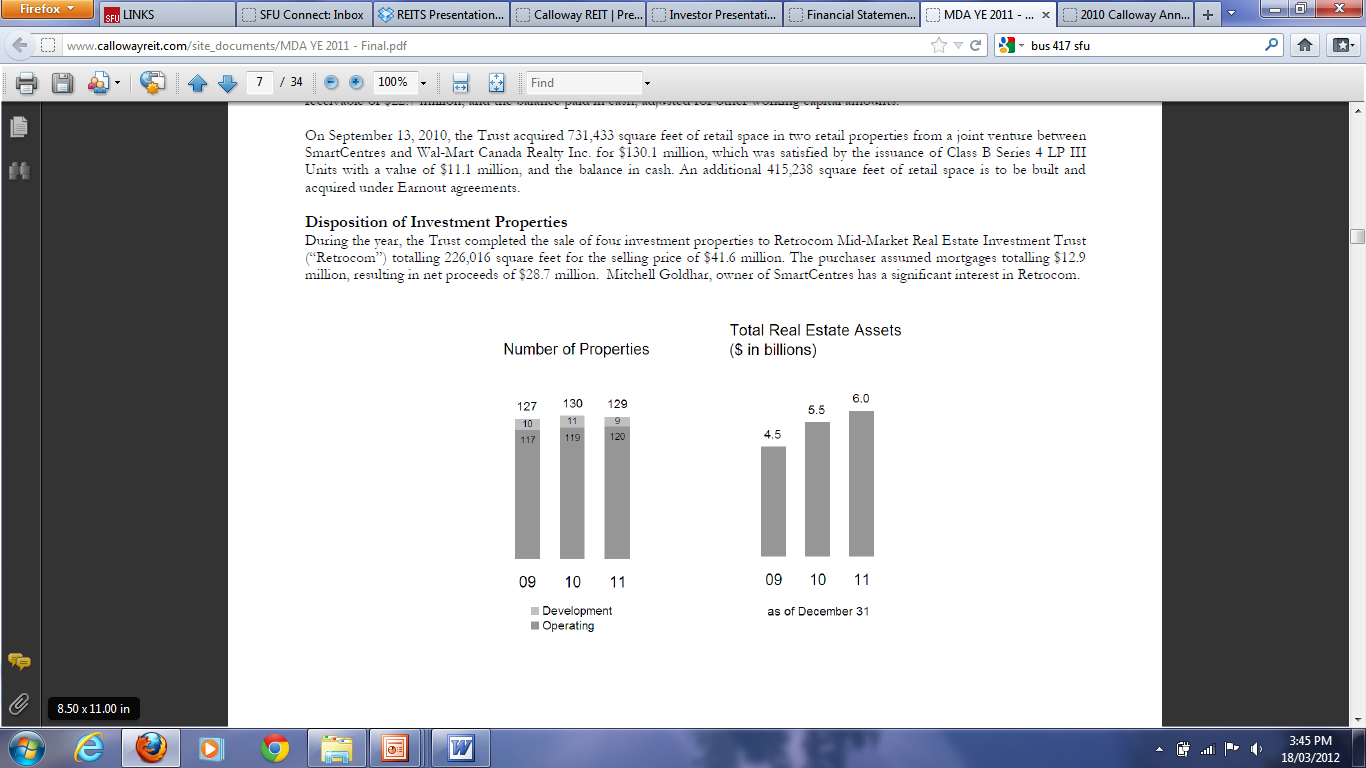 Firefox
LINKS
SFU Connect: Inbox
REITS Presentation...
Calloway REIT | Pre...
Investor Presentati...
Financial Statemen...
MDA YE 2011 - ...
2010 Calloway Ann...
www.callowayreit.com/site_documents/MDA YE 2011 - Final.pdf
bus 417 sfu
7 / 34
100%
Find
On September 13, 2010, the Trust acquired 731,433 square feet of retail space in two retail properties from a joint venture between
SmartCentres and Wal-Mart Canada Realty Inc. for $130.1 million, which was satisfied by the issuance of Class B Series 4 LP III
Units with a value of $11.1 million, and the balance in cash. An additional 415,238 square feet of retail space is to be built and
acquired under Earnout agreements.
Disposition of Investment Properties
During the year, the Trust completed the sale of four investment properties to Retrocom Mid-Market Real Estate Investment Trust
(“Retrocom”) totalling 226,016 square feet for the selling price of $41.6 million. The purchaser assumed mortgages totalling $12.9
million, resulting in net proceeds of $28.7 million. Mitchell Goldhar, owner of SmartCentres has a significant interest in Retrocom.
Number of Properties
127 130 129
10 11 9
117 119 120
09 10 11
Development
Operating
Total Real Estate Assets
($ in billions)
4.5 5.5 6.0
09 10 11
as of December 31
8.50 x 11.00 in
3:45 PM
18/03/2012